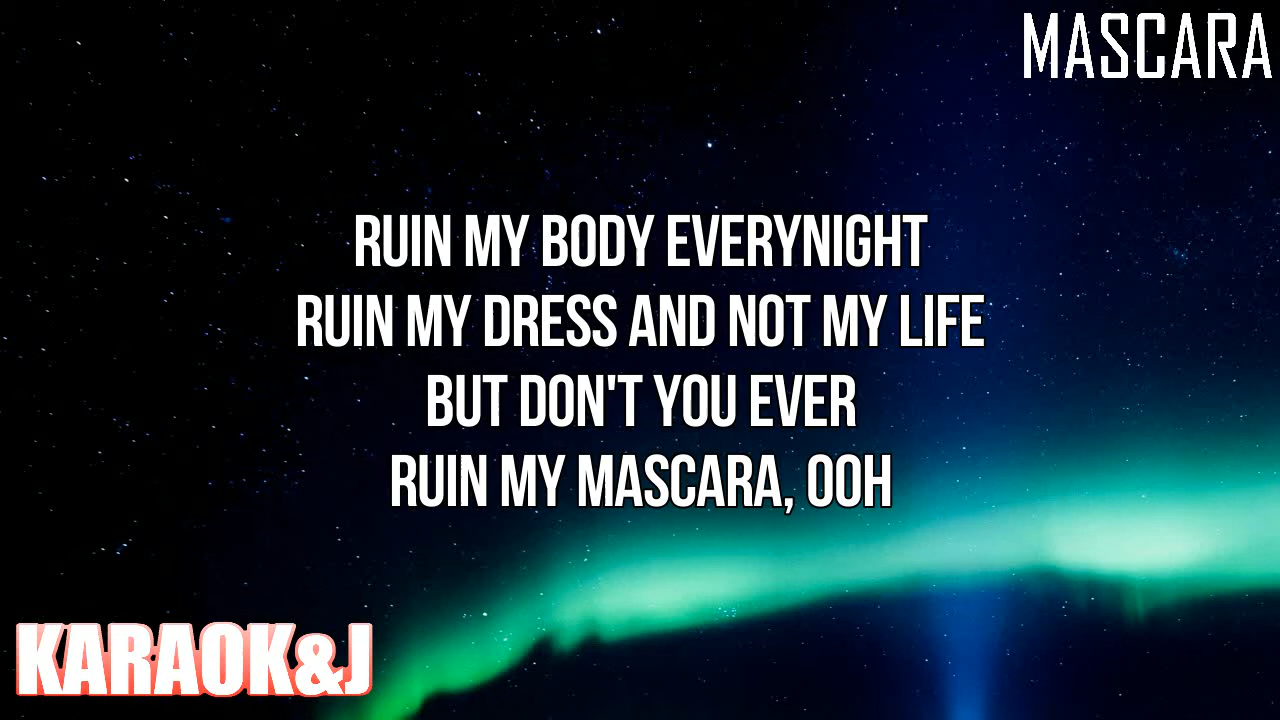 MASCARA
RUIN MY BODY EVERYNIGHT
RUIN MY DRESS AND NOT MY LIFE
BUT DON'T YOU EVER
RUIN MY MASCARA, OOH
KARAOK&J